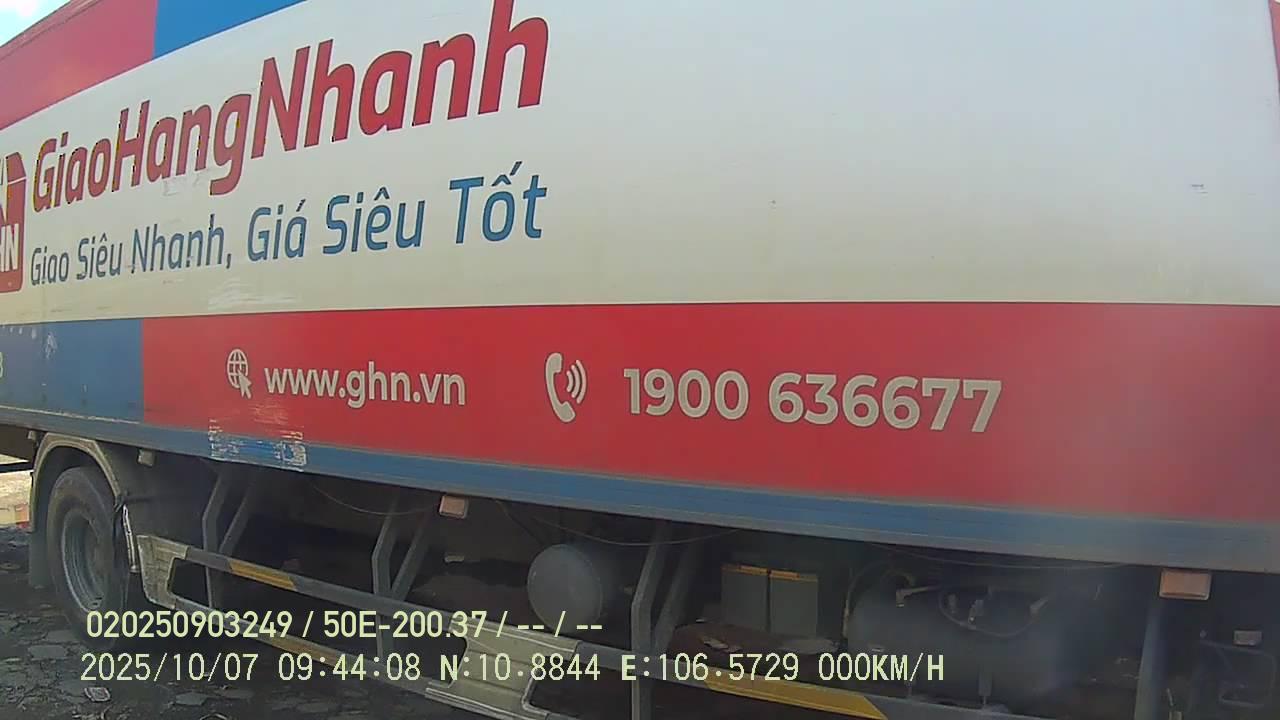 GiaoHangNhanh
Giao Siêu Nhanh, Giá Siêu Tốt
www.ghn.vn
1900 636677
020250903249 / 50E-200.37 / -- / --
2025/10/07 09:44:08 N:10.8844 E:106.5729 000KM/H